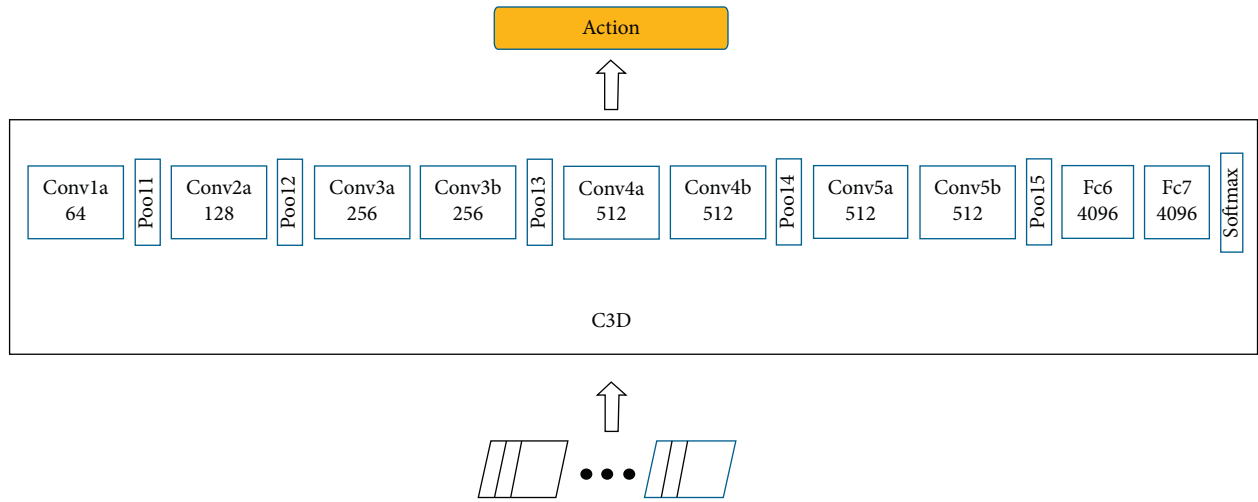 Action
Conv1a
64
Poo11
Conv2a
128
Poo12
Conv3a
256
Conv3b
256
Poo13
Conv4a
512
Conv4b
512
Poo14
Conv5a
512
Conv5b
512
Poo15
Fc6
4096
Fc7
4096
Softmax
C3D